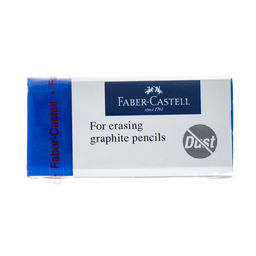 FABER-CASTELL
since 1761
For erasing
graphite pencils
Dust
Faber-Castell